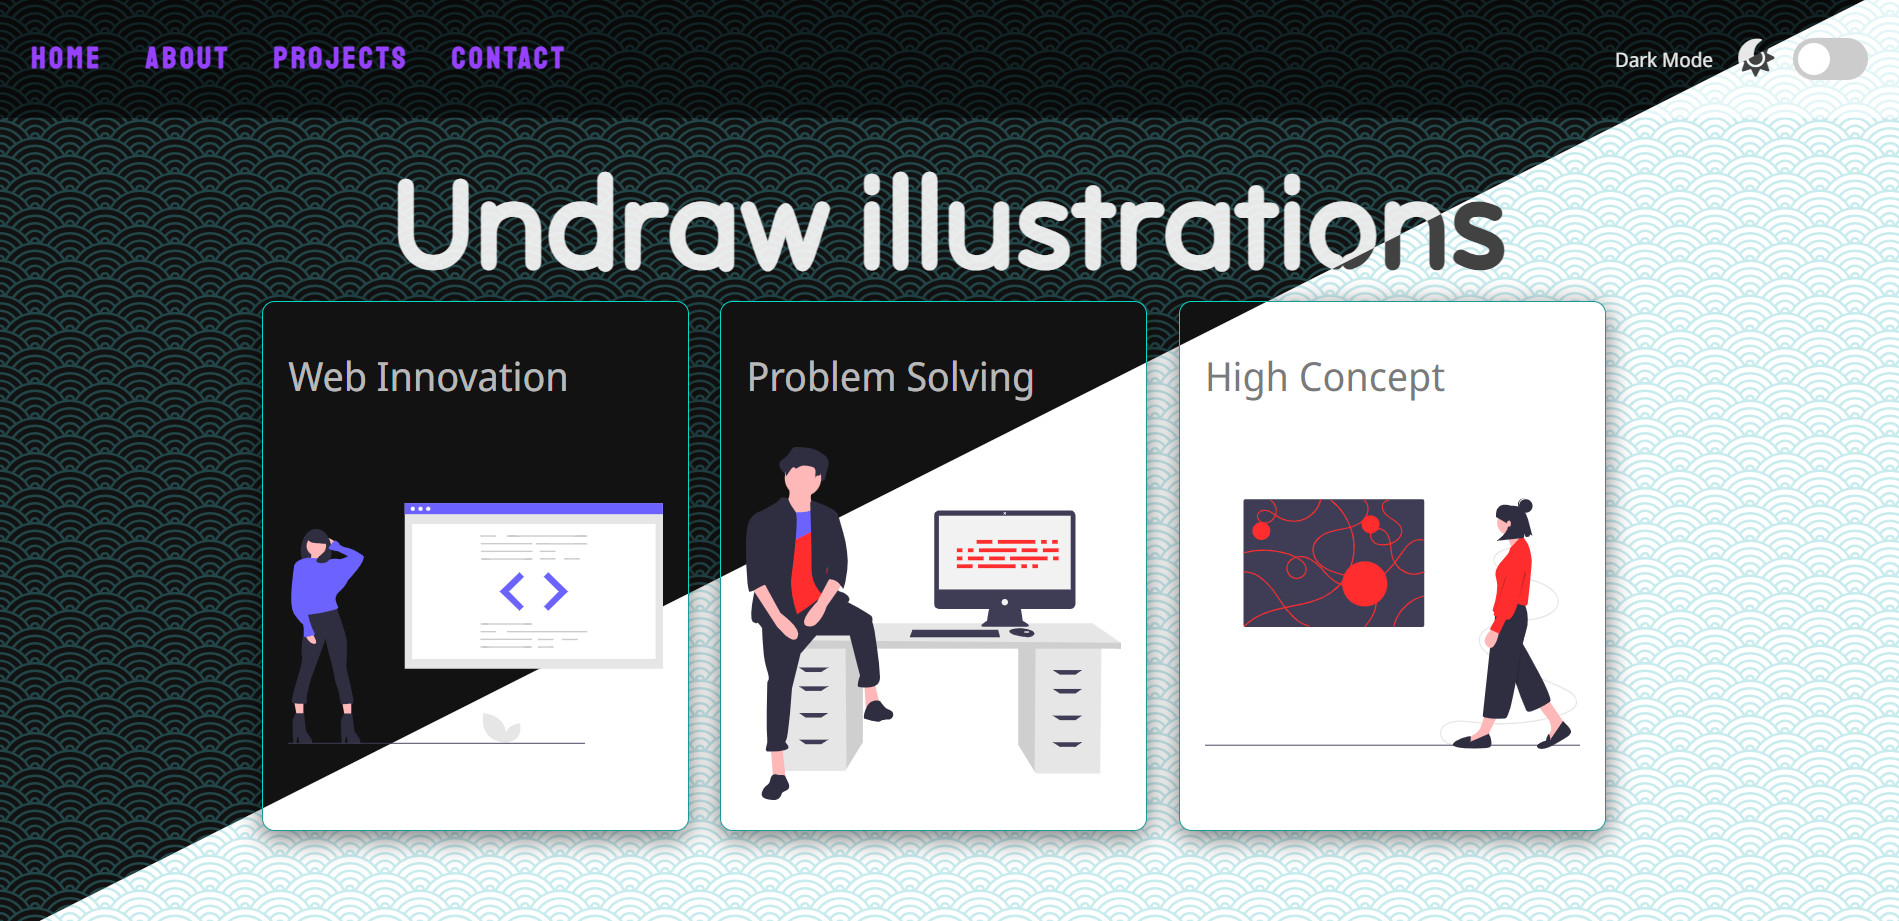 HOME ABOUT PROJECTS CONTACT Dark Mode
Undraw illustrations
Web Innovation
Problem Solving
High Concept